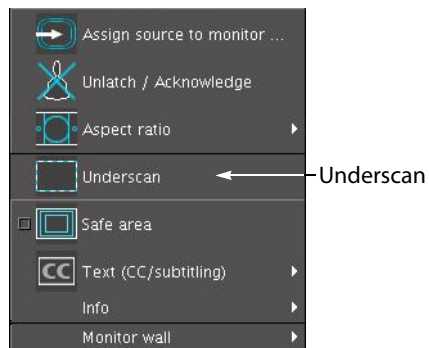 Assign source to monitor ...
Unlatch / Acknowledge
Aspect ratio
Underscan
Underscan
Safe area
CC Text (CC/subtitling)
Info
Monitor wall